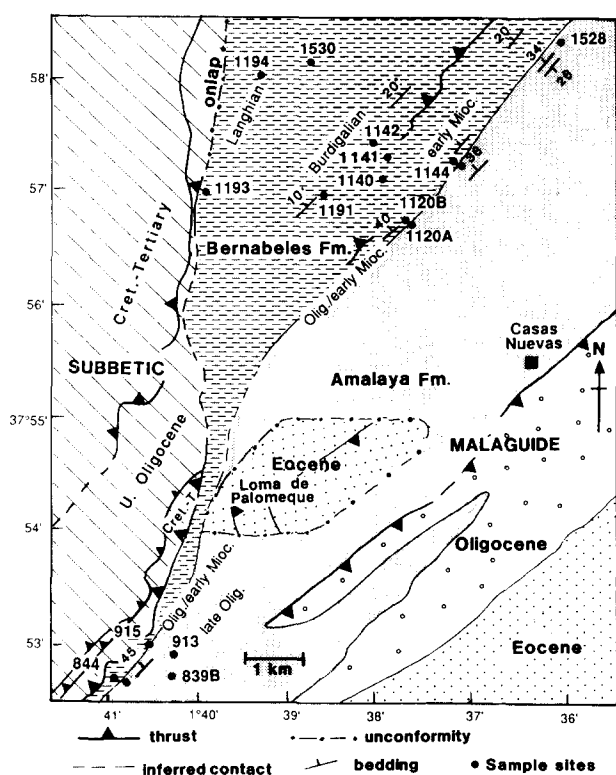 1528
20
34
28
58'
1194
1530
onlap
Langhian
20°
Burdigalian
early Mioc.
1142
1141
1144
38
1140
57'
1193
10
1191
1120B
40
1120A
Cret.-Tertiary
Bernabeles Fm.
Olig./early Mioc.
56'
Casas
Nuevas
N
SUBBETIC
Amalaya Fm.
37°55'
MALAGUIDE
Eocene
U. Oligocene
Loma de
Palomeque
Cret-T.
54'
Oligocene
Olig./early Mioc.
late Olig.
915
913
53'
45
844
839B
1 km
Eocene
41'
1°40'
39'
38'
37'
36'
thrust
unconformity
inferred contact
bedding
Sample sites